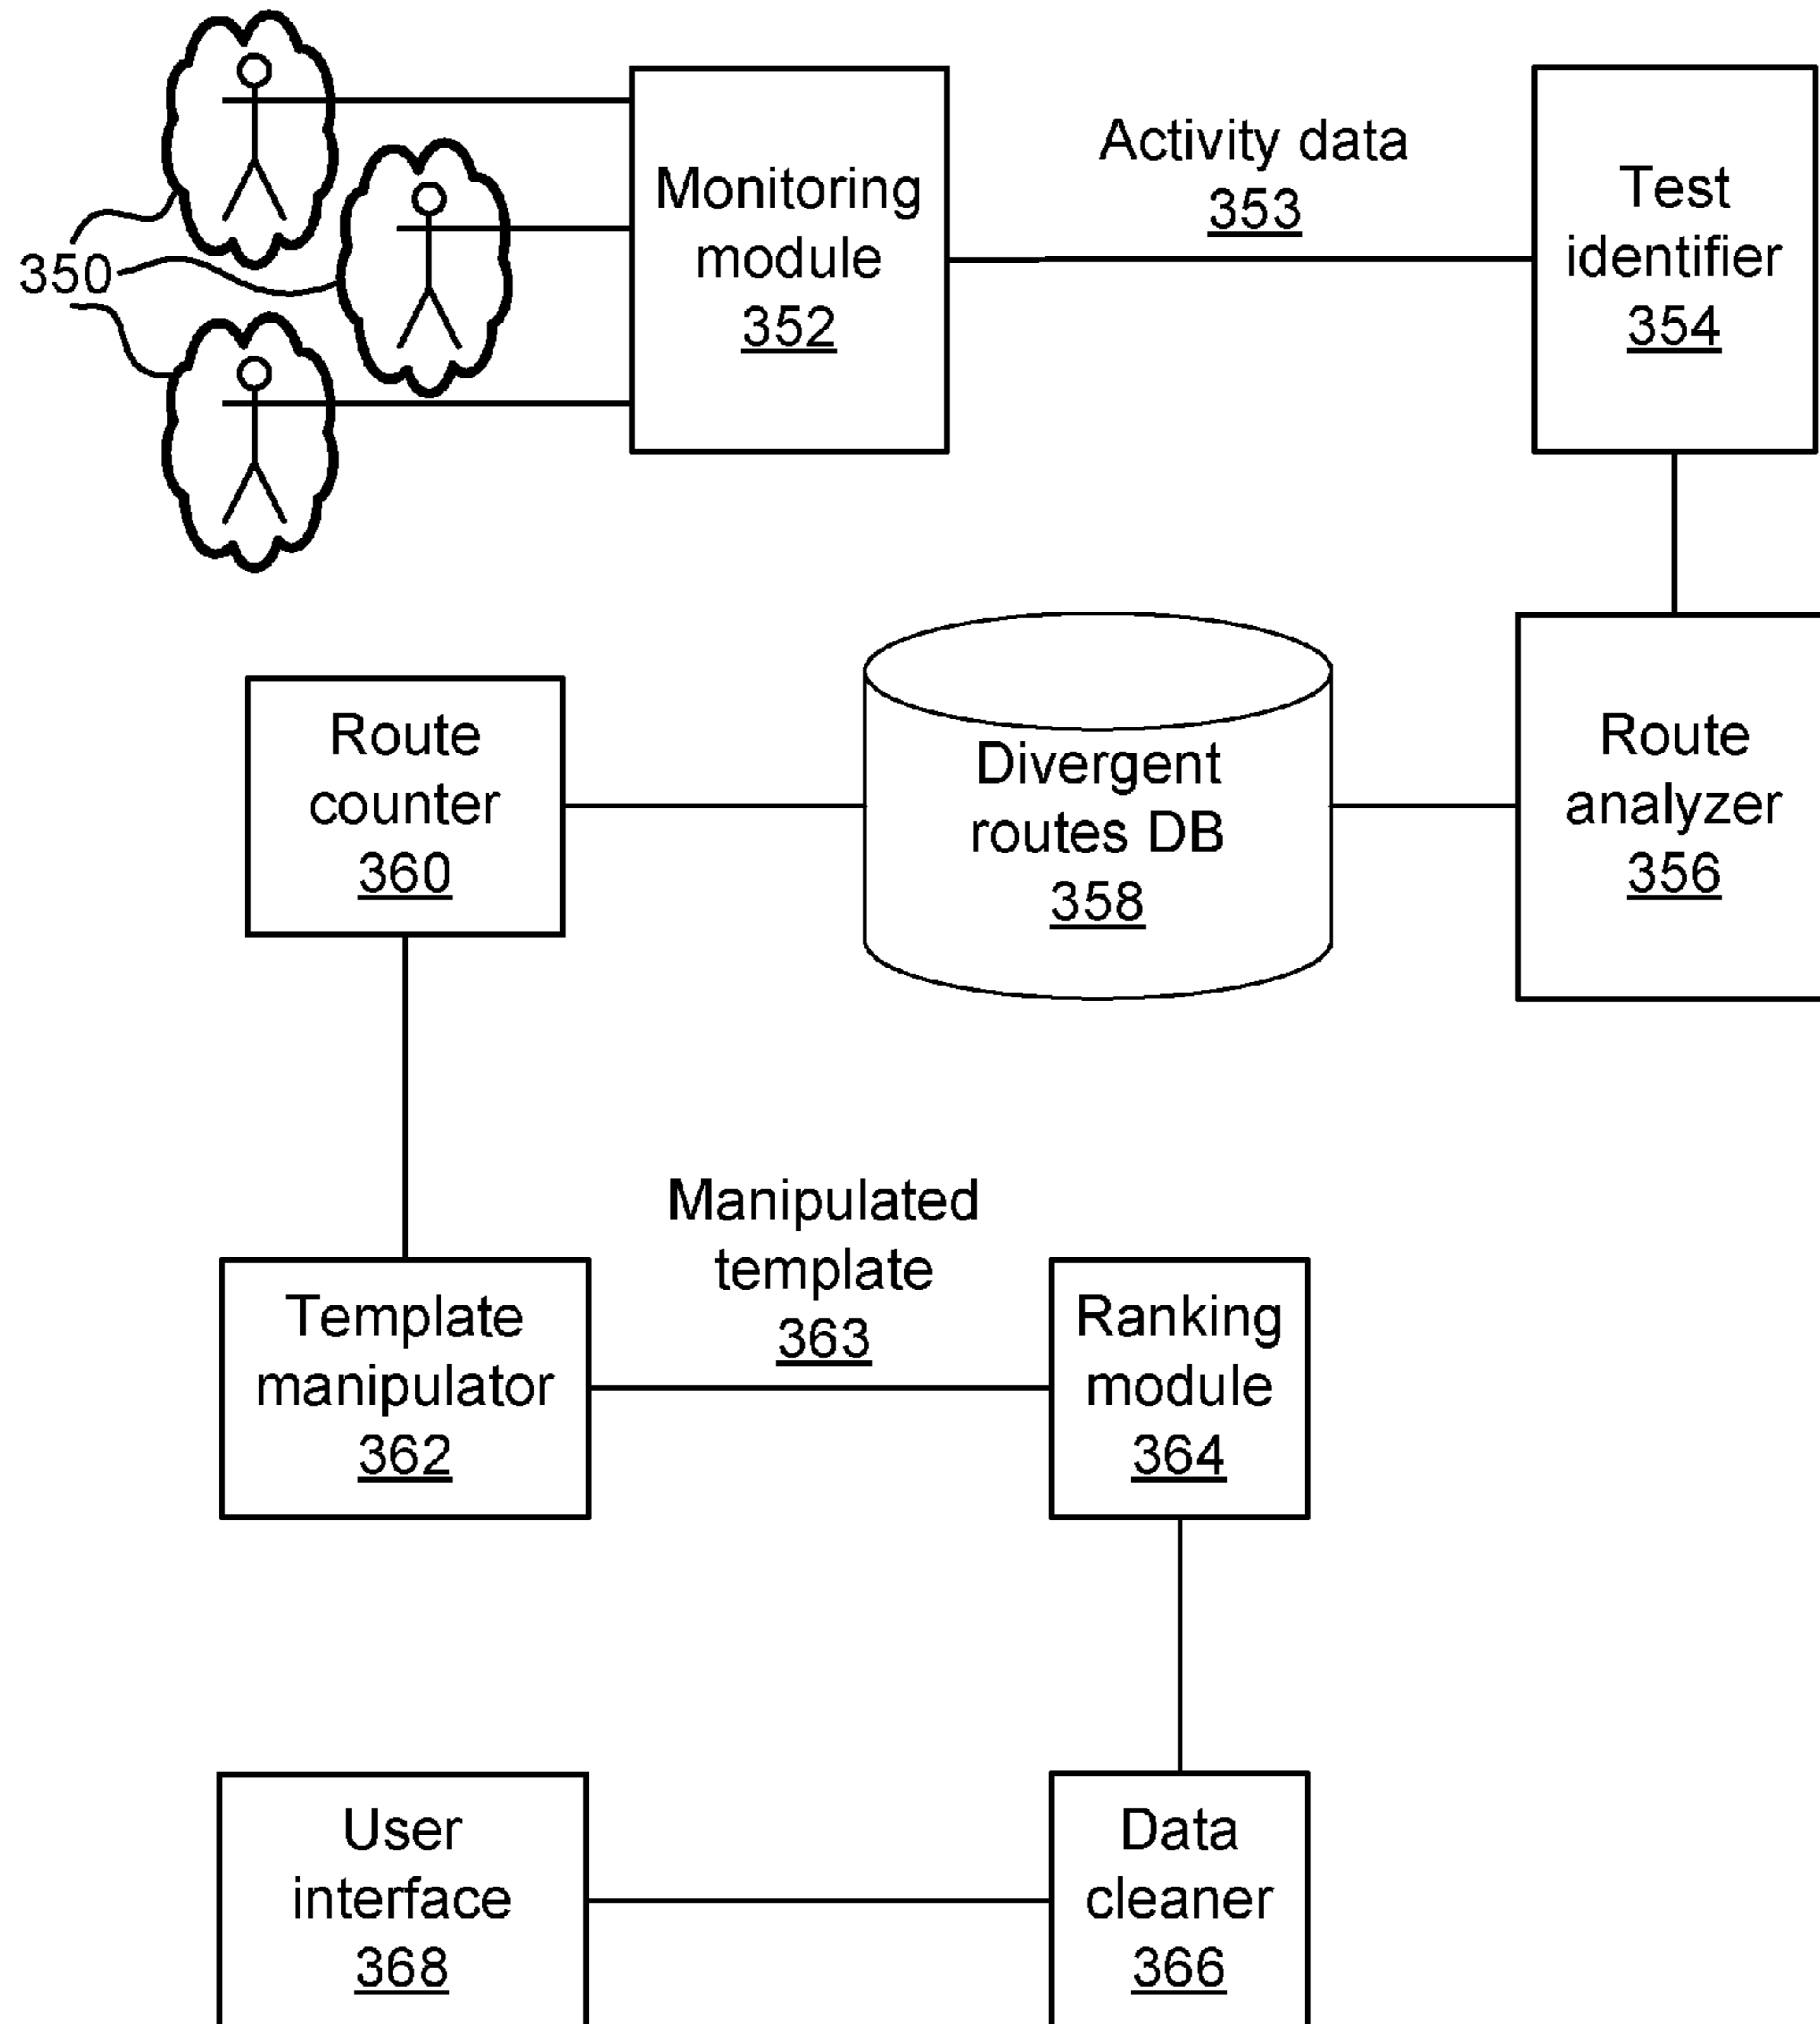 350
Monitoring
module
352
Activity data
353
Test
identifier
354
Route
counter
360
Divergent
routes DB
358
Route
analyzer
356
Template
manipulator
362
Manipulated
template
363
Ranking
module
364
User
interface
368
Data
cleaner
366